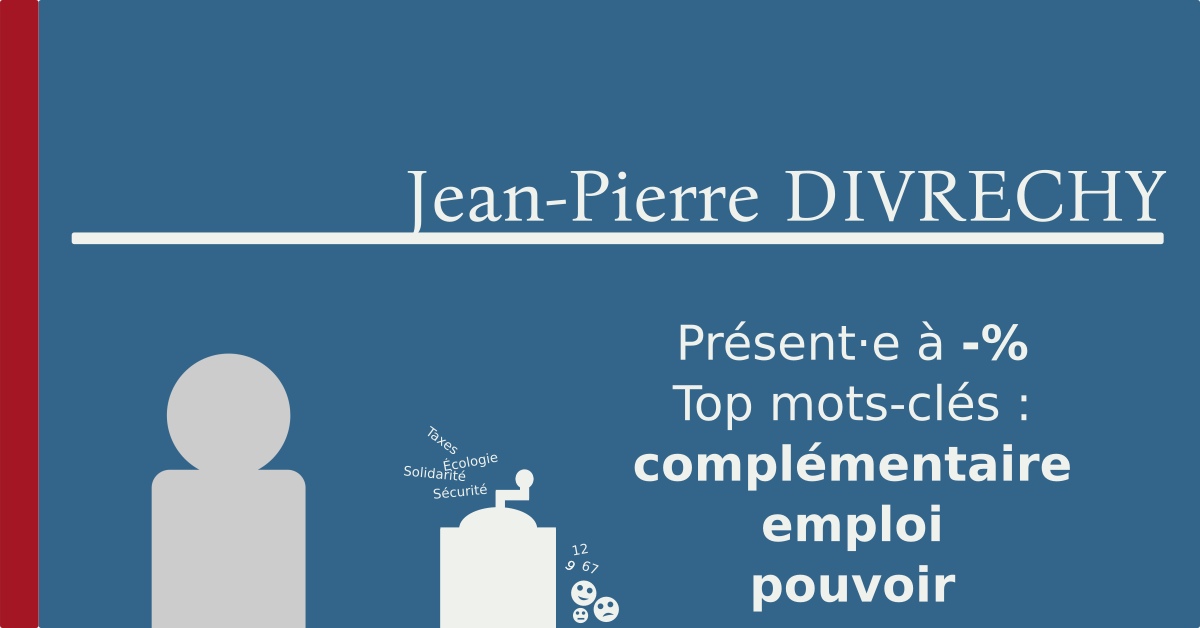 Jean-Pierre DIVRECHY
Présent·e à -%
Top mots-clés :
complémentaire
emploi
pouvoir
Taxes
Écologie
Solidarité
Sécurité
12
9 67